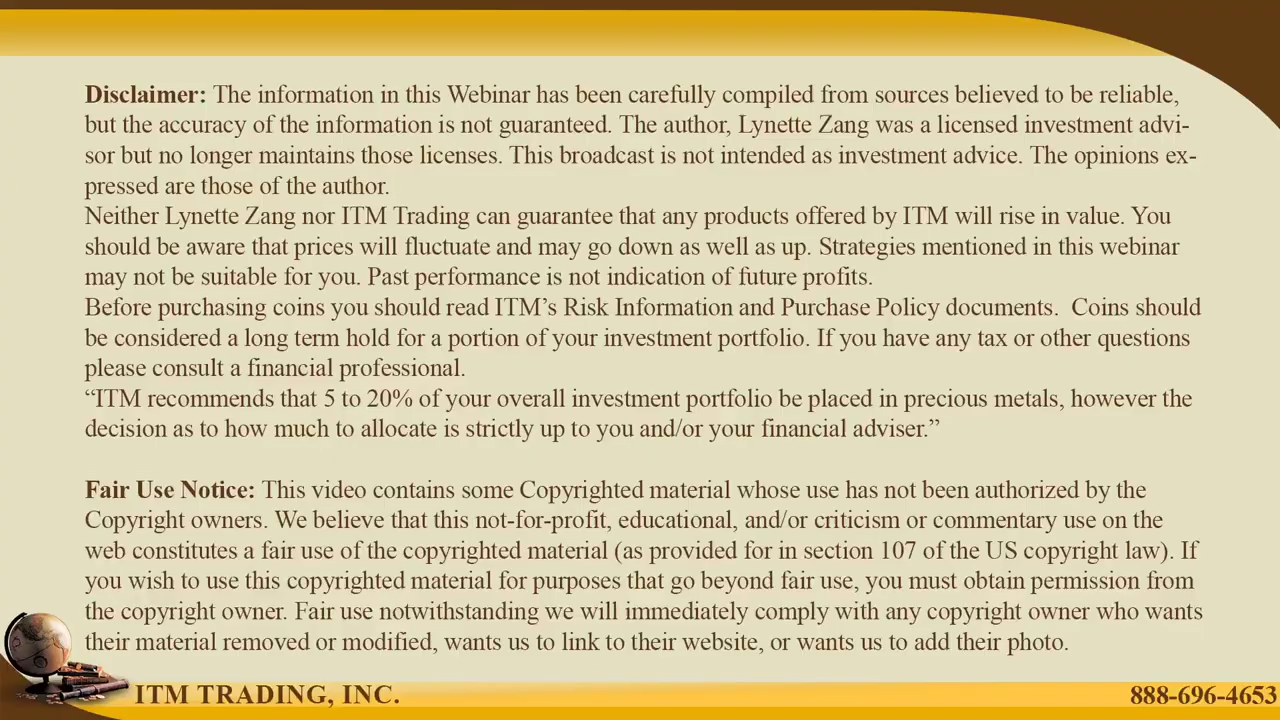 Disclaimer: The information in this Webinar has been carefully compiled from sources believed to be reliable,
but the accuracy of the information is not guaranteed. The author, Lynette Zang was a licensed investment advi-
sor but no longer maintains those licenses. This broadcast is not intended as investment advice. The opinions ex-
pressed are those of the author.
Neither Lynette Zang nor ITM Trading can guarantee that any products offered by ITM will rise in value. You
should be aware that prices will fluctuate and may go down as well as up. Strategies mentioned in this webinar
may not be suitable for you. Past performance is not indication of future profits.
Before purchasing coins you should read ITM’s Risk Information and Purchase Policy documents.  Coins should
be considered a long term hold for a portion of your investment portfolio. If you have any tax or other questions
please consult a financial professional.
“ITM recommends that 5 to 20% of your overall investment portfolio be placed in precious metals, however the
decision as to how much to allocate is strictly up to you and/or your financial adviser.”
Fair Use Notice: This video contains some Copyrighted material whose use has not been authorized by the
Copyright owners. We believe that this not-for-profit, educational, and/or criticism or commentary use on the
web constitutes a fair use of the copyrighted material (as provided for in section 107 of the US copyright law). If
you wish to use this copyrighted material for purposes that go beyond fair use, you must obtain permission from
the copyright owner. Fair use notwithstanding we will immediately comply with any copyright owner who wants
their material removed or modified, wants us to link to their website, or wants us to add their photo.
ITM TRADING, INC.
888-696-4653